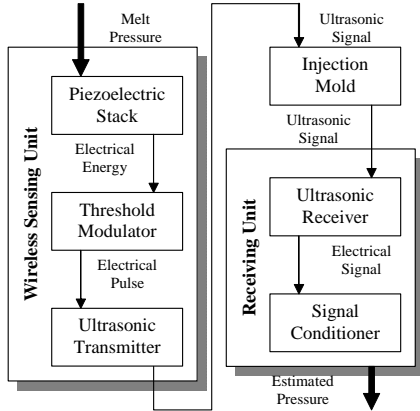 Melt
Pressure
Piezoelectric
Stack
Electrical
Energy
Threshold
Modulator
Electrical
Pulse
Ultrasonic
Transmitter
Wireless Sensing Unit
Ultrasonic
Signal
Injection
Mold
Ultrasonic
Signal
Ultrasonic
Receiver
Electrical
Signal
Signal
Conditioner
Receiving Unit
Estimated
Pressure